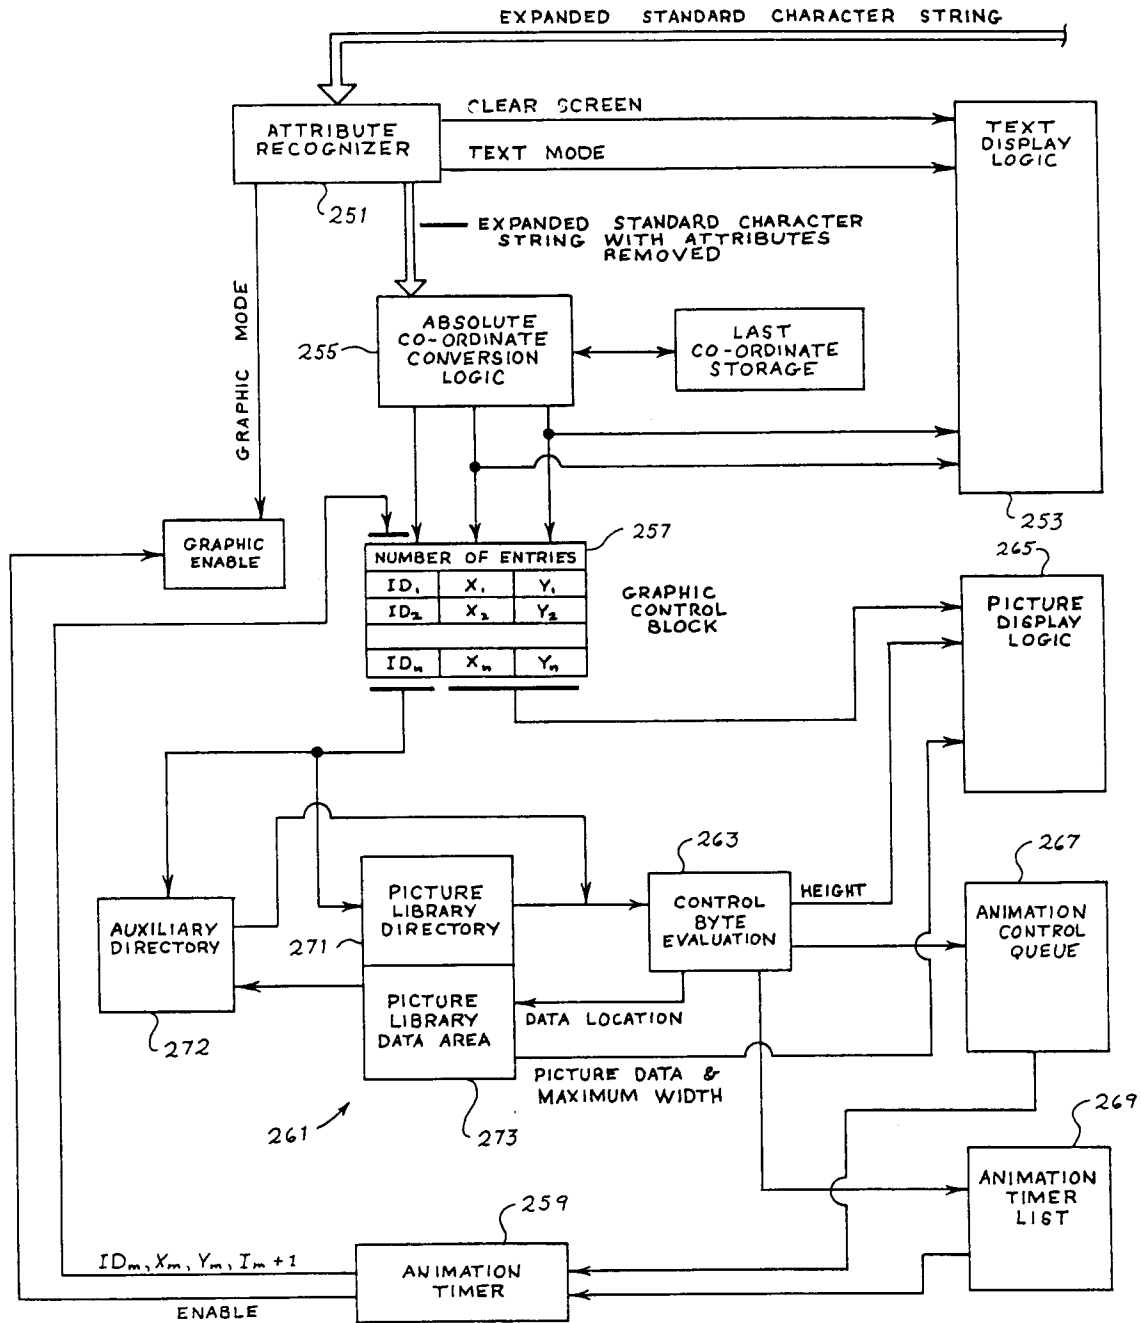 EXPANDED STANDARD CHARACTER STRING
CLEAR SCREEN
ATTRIBUTE
RECOGNIZER
TEXT MODE
TEXT
DISPLAY
LOGIC
251
EXPANDED STANDARD CHARACTER
STRING WITH ATTRIBUTES
REMOVED
GRAPHIC MODE
ABSOLUTE
CO-ORDINATE
CONVERSION
LOGIC
255
LAST
CO-ORDINATE
STORAGE
253
GRAPHIC
ENABLE
257
NUMBER OF ENTRIES
ID₁ X₁ Y₁
ID₂ X₂ Y₂
IDₙ Xₙ Yₙ
GRAPHIC
CONTROL
BLOCK
265
PICTURE
DISPLAY
LOGIC
263
267
HEIGHT
AUXILIARY
DIRECTORY
272
PICTURE
LIBRARY
DIRECTORY
271
CONTROL
BYTE
EVALUATION
ANIMATION
CONTROL
QUEUE
PICTURE
LIBRARY
DATA AREA
DATA LOCATION
PICTURE DATA &
MAXIMUM WIDTH
261
273
269
ANIMATION
TIMER
LIST
259
IDₘ, Xₘ, Yₘ, Iₘ+1
ANIMATION
TIMER
ENABLE